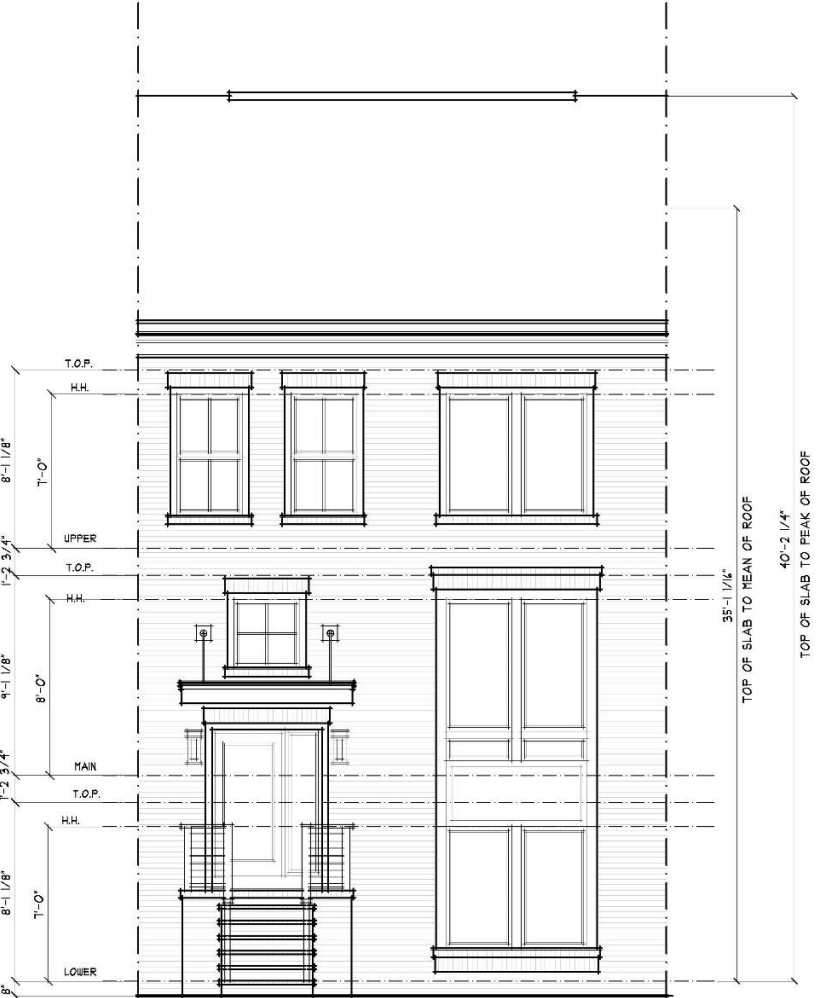 T.O.P.
H.H.
8'-1 1/8"
7'-0"
UPPER
1'-2 3/4"
T.O.P.
H.H.
9'-1 1/8"
8'-0"
MAIN
1'-2 3/4"
T.O.P.
H.H.
8'-1 1/8"
7'-0"
LOWER
8"
35'-1 1/16"
TOP OF SLAB TO MEAN OF ROOF
40'-2 1/4"
TOP OF SLAB TO PEAK OF ROOF